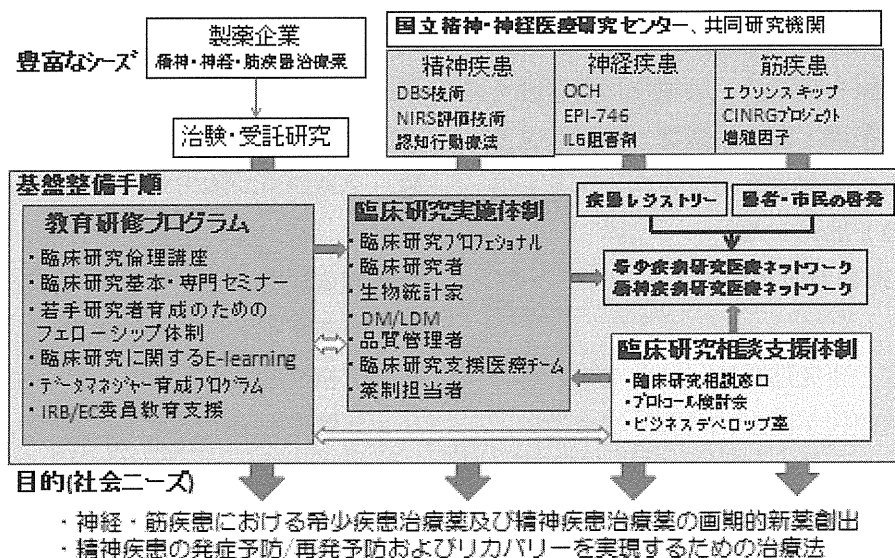 豊富なシーズ
製薬企業
精神・神経・筋疾患治療薬
治験・受託研究
国立精神・神経医療研究センター、共同研究機関
精神疾患
DBS技術
NIRS評価技術
認知行動療法
神経疾患
OCH
EPI-746
IL6阻害剤
筋疾患
エクソンスキップ
CINRGプロジェクト
増殖因子
基盤整備手順
教育研修プログラム
・臨床研究倫理講座
・臨床研究基本・専門セミナー
・若手研究者育成のための
フェローシップ体制
・臨床研究に関するE-learning
・データマネジャー育成プログラム
・IRB/EC委員教育支援
臨床研究実施体制
・臨床研究プロフェショナル
・臨床研究者
・生物統計家
・DM/LDM
・品質管理者
・臨床研究支援医療チーム
・薬制担当者
疾患レジストリー
患者・市民の啓発
希少疾病研究医療ネットワーク
精神疾病研究医療ネットワーク
臨床研究相談支援体制
・臨床研究相談窓口
・プロトコール検討会
・ビジネスデベロップ室
目的(社会ニーズ)
・神経・筋疾患における希少疾患治療薬及び精神疾患治療薬の画期的新薬創出
・精神疾患の発症予防/再発予防およびリカバリーを実現するための治療法